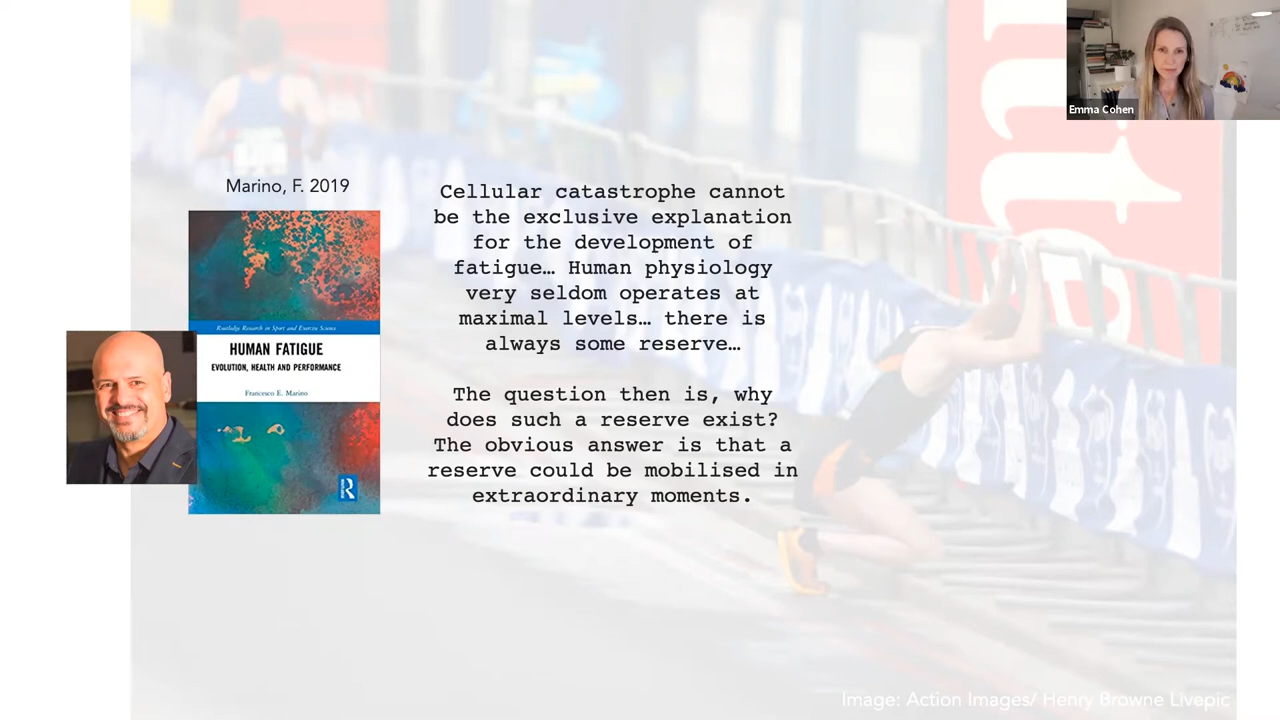 Emma Cohen
Marino, F. 2019
Routledge Research in Sport and Exercise Science
HUMAN FATIGUE
EVOLUTION, HEALTH AND PERFORMANCE
Francesco E. Marino
Cellular catastrophe cannot
be the exclusive explanation
for the development of
fatigue… Human physiology
very seldom operates at
maximal levels… there is
always some reserve…
The question then is, why
does such a reserve exist?
The obvious answer is that a
reserve could be mobilised in
extraordinary moments.
Image: Action Images/ Henry Browne Livepic